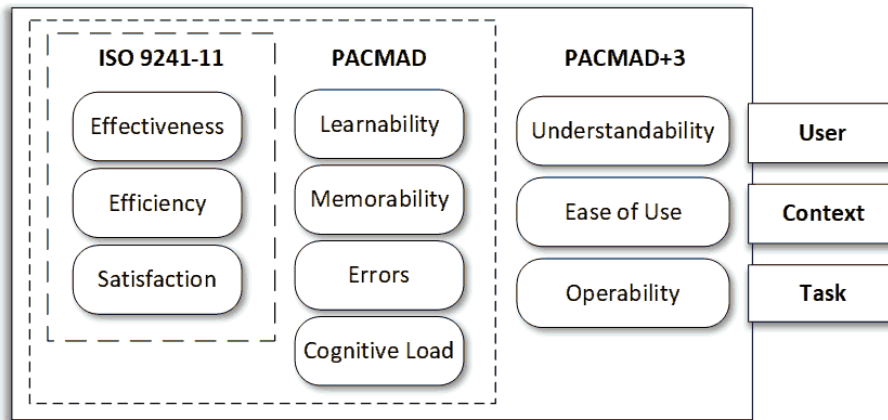 ISO 9241-11
Effectiveness
Efficiency
Satisfaction
PACMAD
Learnability
Memorability
Errors
Cognitive Load
PACMAD+3
Understandability
Ease of Use
Operability
User
Context
Task